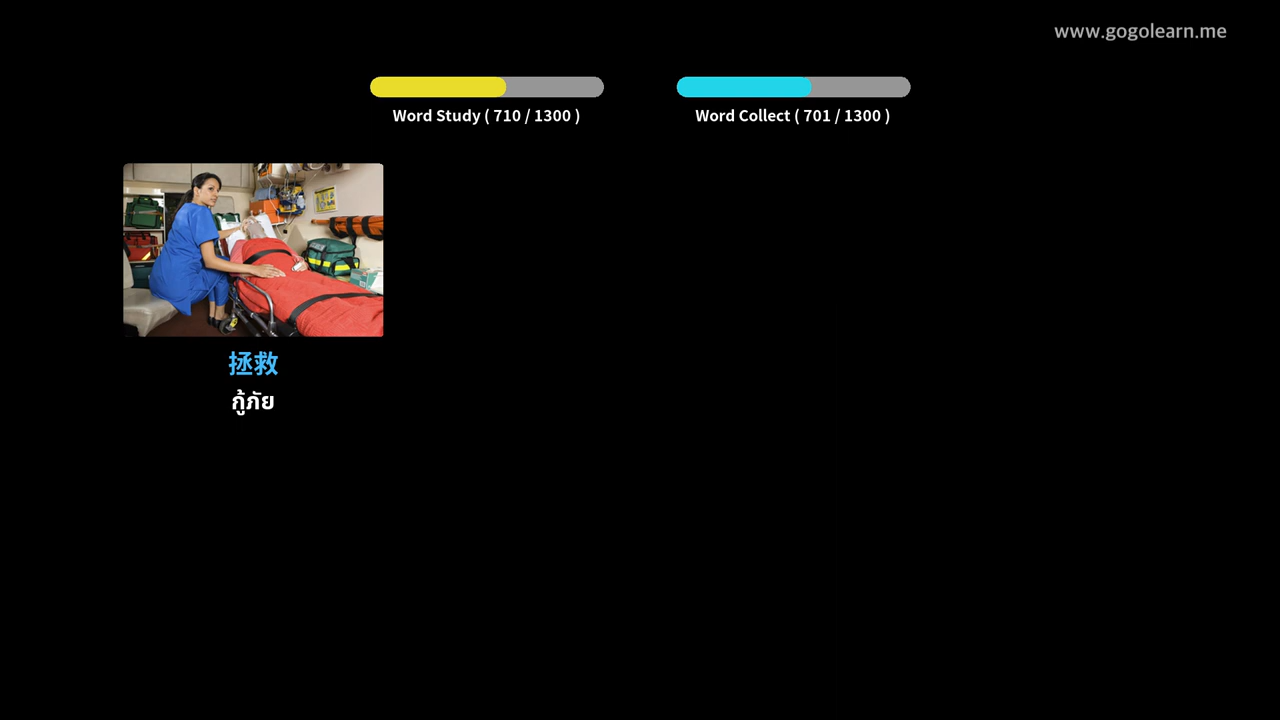 www.gogolearn.me
Word Study ( 710 / 1300 )
Word Collect ( 701 / 1300 )
拯救
กู้ภัย